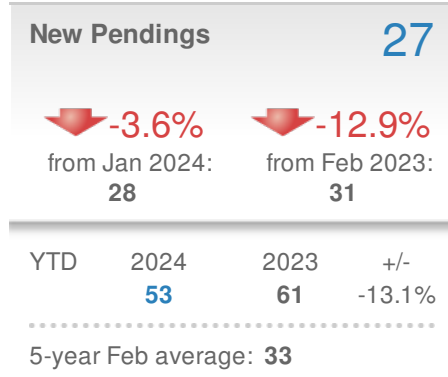 New Pendings 27
-3.6% -12.9%
from Jan 2024: from Feb 2023:
28 31
YTD 2024 2023 +/-
53 61 -13.1%
5-year Feb average: 33